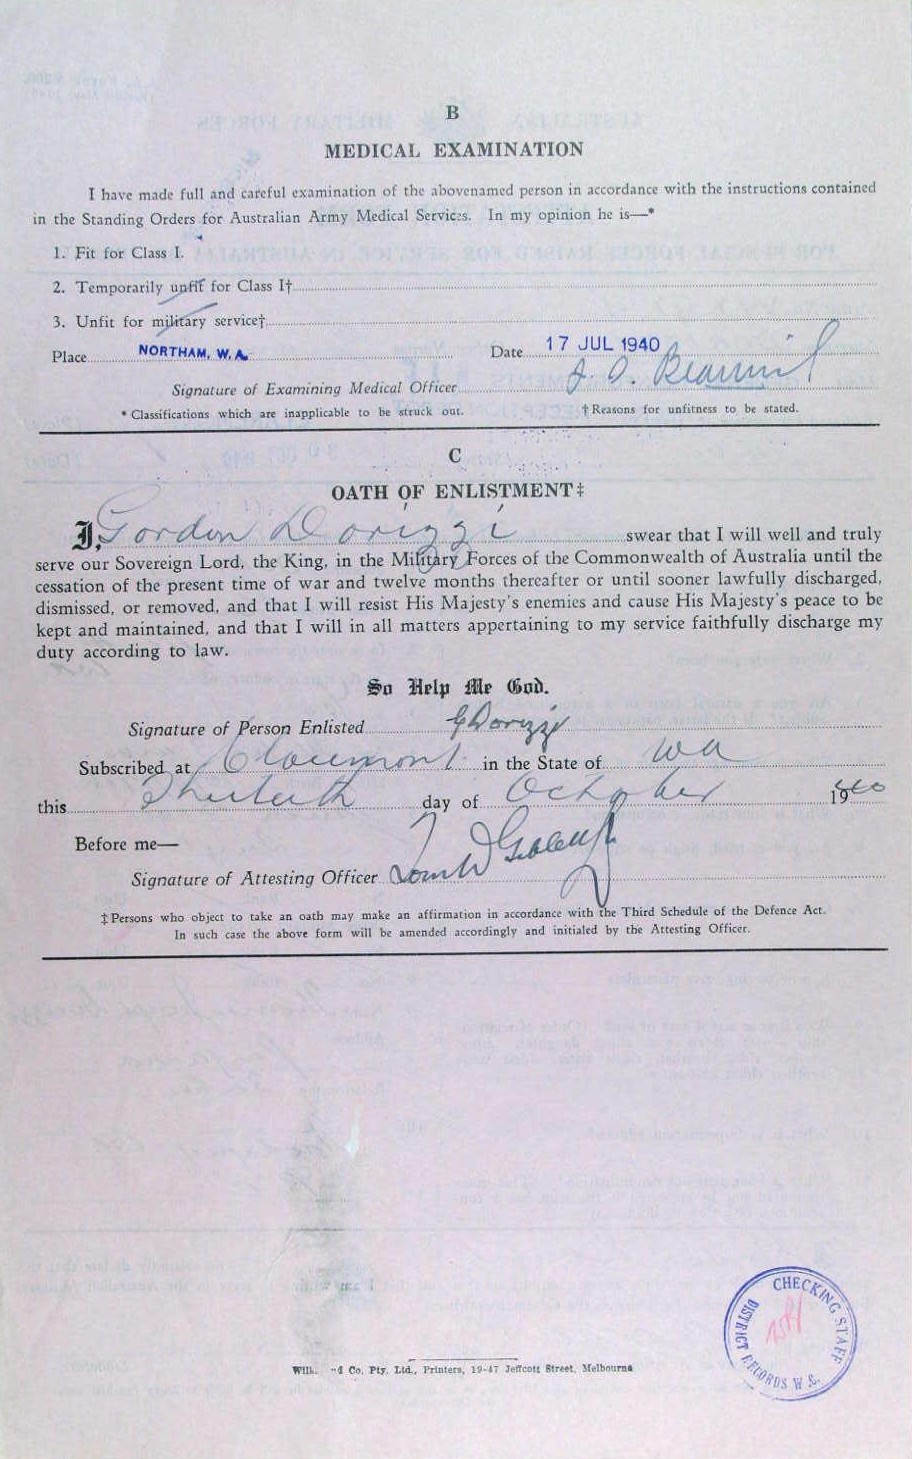 B
MEDICAL EXAMINATION
I have made full and careful examination of the abovenamed person in accordance with the instructions contained
in the Standing Orders for Australian Army Medical Services. In my opinion he is—*
1. Fit for Class I.
2. Temporarily unfit for Class I†
3. Unfit for military service†
Place NORTHAM, W.A. Date 17 JUL 1940
Signature of Examining Medical Officer
* Classifications which are inapplicable to be struck out. † Reasons for unfitness to be stated.
C
OATH OF ENLISTMENT‡
I, Gordon Dorizzi swear that I will well and truly
serve our Sovereign Lord, the King, in the Military Forces of the Commonwealth of Australia until the
cessation of the present time of war and twelve months thereafter or until sooner lawfully discharged,
dismissed, or removed, and that I will resist His Majesty's enemies and cause His Majesty's peace to be
kept and maintained, and that I will in all matters appertaining to my service faithfully discharge my
duty according to law.
So Help Me God.
Signature of Person Enlisted G Dorizzi
Subscribed at Claremont in the State of WA
this day of October 1940
Before me—
Signature of Attesting Officer
‡Persons who object to take an oath may make an affirmation in accordance with the Third Schedule of the Defence Act.
In such case the above form will be amended accordingly and initialed by the Attesting Officer.
Co. Pty. Ltd., Printers, 19-47 Jeffcott Street, Melbourne
CHECKING STAFF
DISTRICT RECORDS W.C.